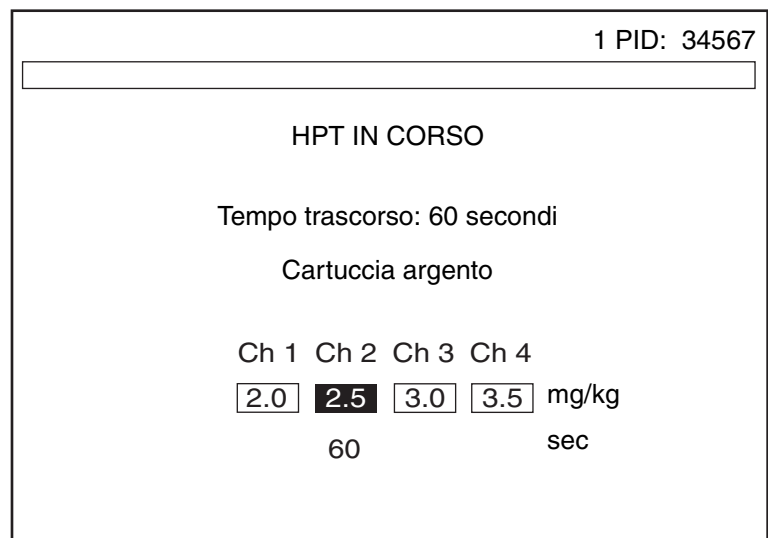 1 PID: 34567
HPT IN CORSO
Tempo trascorso: 60 secondi
Cartuccia argento
Ch 1 Ch 2 Ch 3 Ch 4
2.0 2.5 3.0 3.5 mg/kg
60 sec